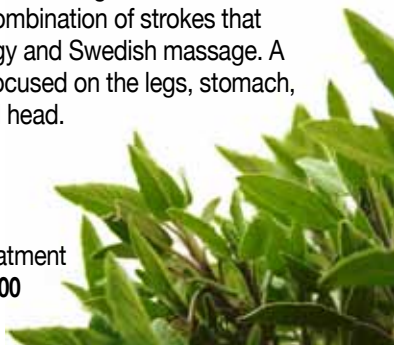 ombination of strokes that
gy and Swedish massage. A
ocused on the legs, stomach,
head.
atment
00